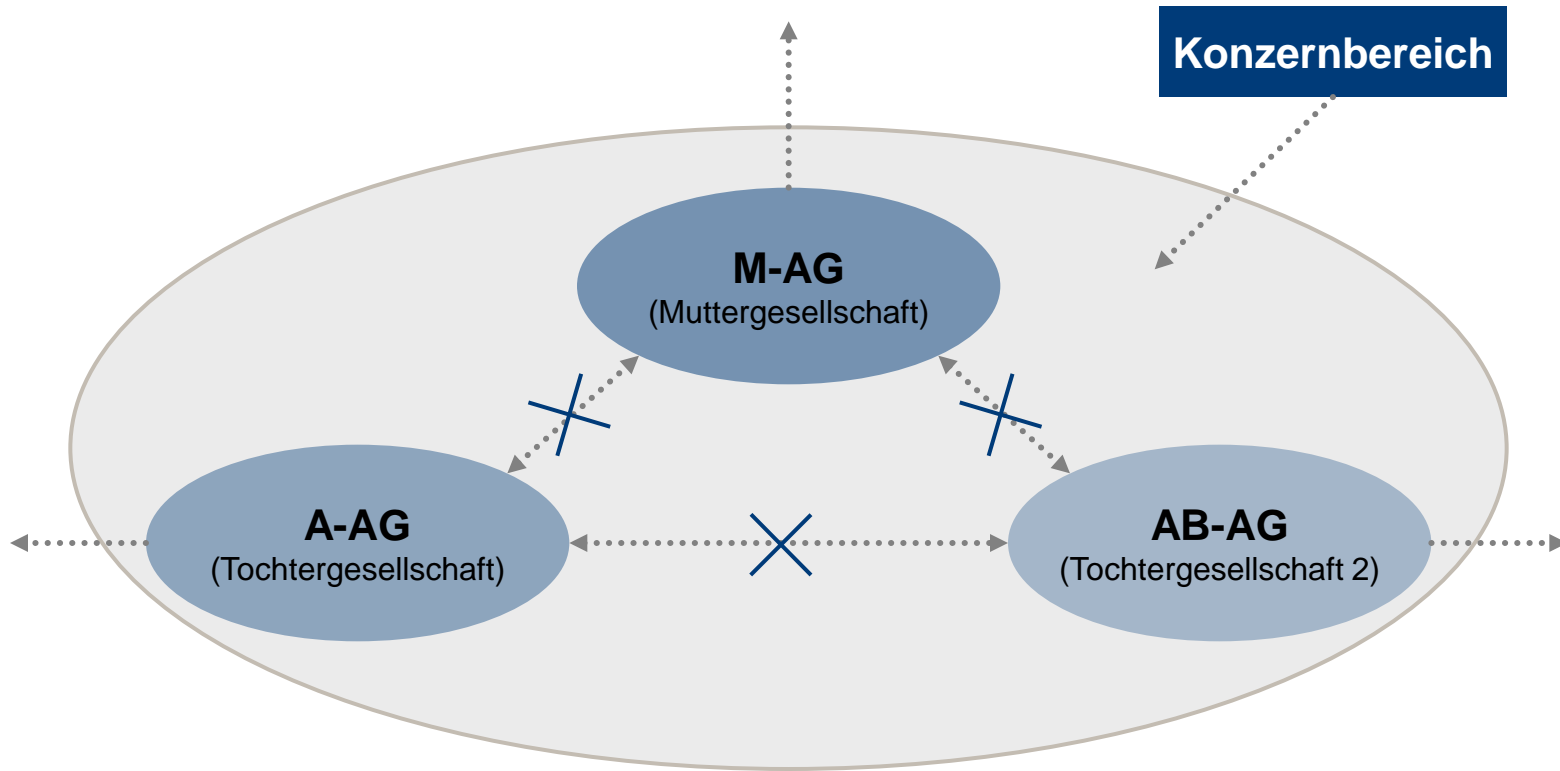 Konzernbereich
M-AG
(Muttergesellschaft)
A-AG
(Tochtergesellschaft)
AB-AG
(Tochtergesellschaft 2)